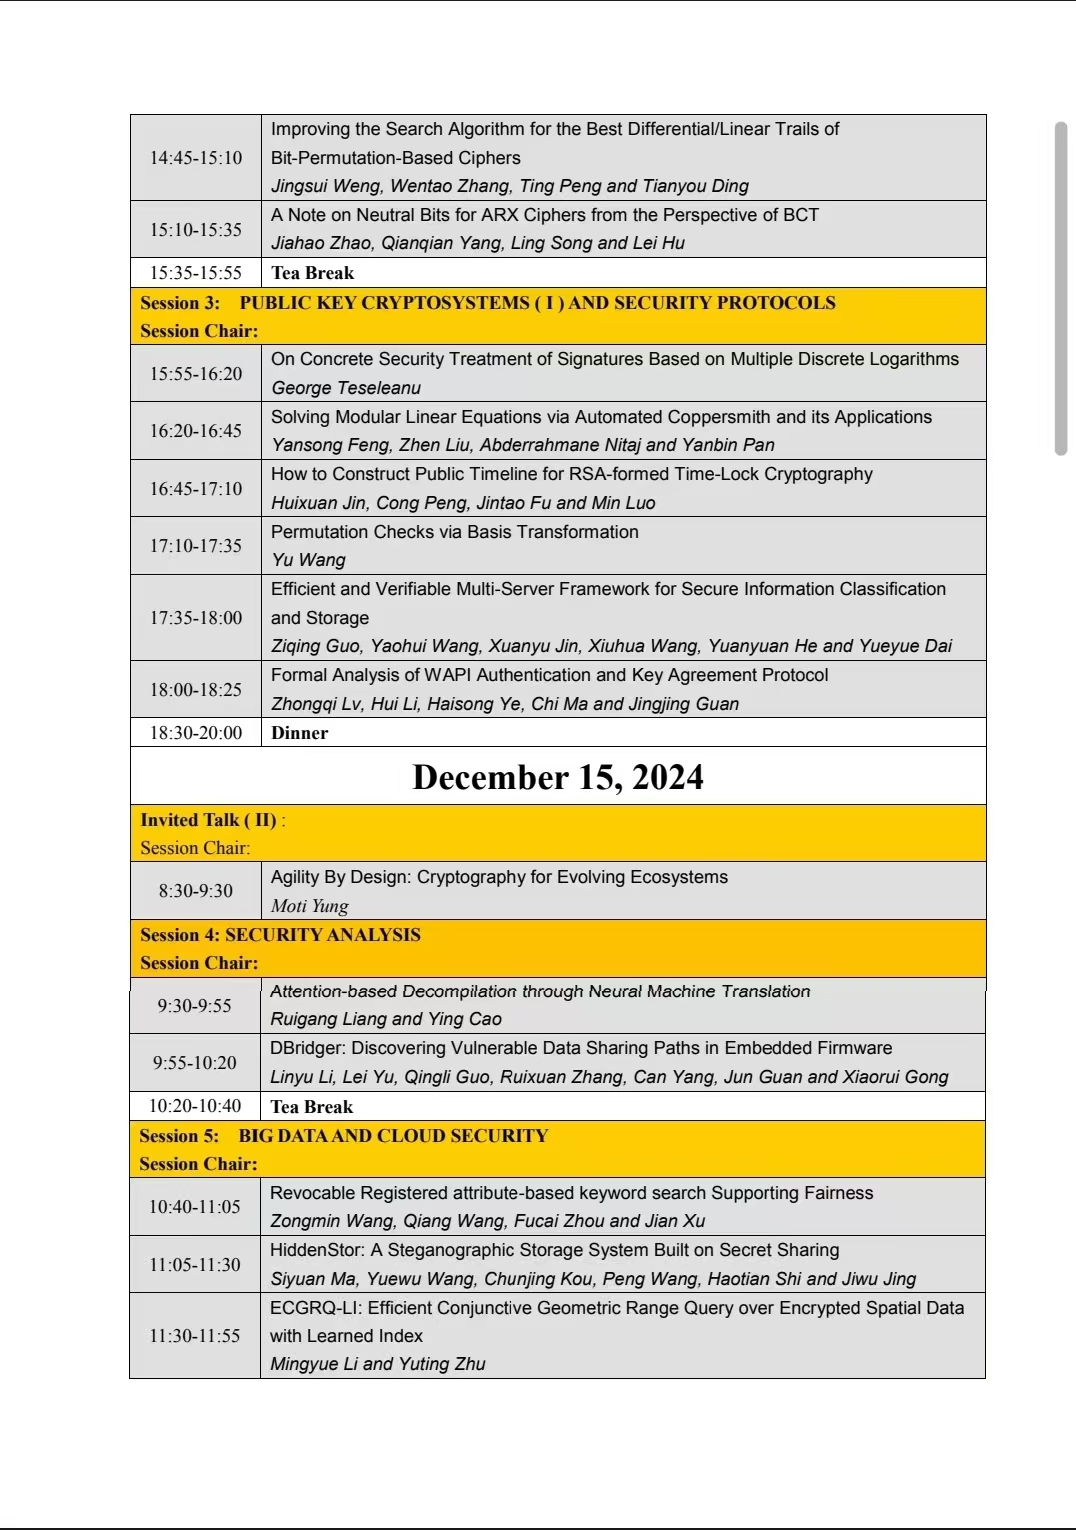 14:45-15:10
Improving the Search Algorithm for the Best Differential/Linear Trails of
Bit-Permutation-Based Ciphers
Jingsui Weng, Wentao Zhang, Ting Peng and Tianyou Ding
15:10-15:35
A Note on Neutral Bits for ARX Ciphers from the Perspective of BCT
Jiahao Zhao, Qianqian Yang, Ling Song and Lei Hu
15:35-15:55
Tea Break
Session 3: PUBLIC KEY CRYPTOSYSTEMS ( I ) AND SECURITY PROTOCOLS
Session Chair:
15:55-16:20
On Concrete Security Treatment of Signatures Based on Multiple Discrete Logarithms
George Teseleanu
16:20-16:45
Solving Modular Linear Equations via Automated Coppersmith and its Applications
Yansong Feng, Zhen Liu, Abderrahmane Nitaj and Yanbin Pan
16:45-17:10
How to Construct Public Timeline for RSA-formed Time-Lock Cryptography
Huixuan Jin, Cong Peng, Jintao Fu and Min Luo
17:10-17:35
Permutation Checks via Basis Transformation
Yu Wang
17:35-18:00
Efficient and Verifiable Multi-Server Framework for Secure Information Classification
and Storage
Ziqing Guo, Yaohui Wang, Xuanyu Jin, Xiuhua Wang, Yuanyuan He and Yueyue Dai
18:00-18:25
Formal Analysis of WAPI Authentication and Key Agreement Protocol
Zhongqi Lv, Hui Li, Haisong Ye, Chi Ma and Jingjing Guan
18:30-20:00
Dinner
December 15, 2024
Invited Talk ( II) :
Session Chair:
8:30-9:30
Agility By Design: Cryptography for Evolving Ecosystems
Moti Yung
Session 4: SECURITY ANALYSIS
Session Chair:
9:30-9:55
Attention-based Decompilation through Neural Machine Translation
Ruigang Liang and Ying Cao
9:55-10:20
DBridger: Discovering Vulnerable Data Sharing Paths in Embedded Firmware
Linyu Li, Lei Yu, Qingli Guo, Ruixuan Zhang, Can Yang, Jun Guan and Xiaorui Gong
10:20-10:40
Tea Break
Session 5: BIG DATA AND CLOUD SECURITY
Session Chair:
10:40-11:05
Revocable Registered attribute-based keyword search Supporting Fairness
Zongmin Wang, Qiang Wang, Fucai Zhou and Jian Xu
11:05-11:30
HiddenStor: A Steganographic Storage System Built on Secret Sharing
Siyuan Ma, Yuewu Wang, Chunjing Kou, Peng Wang, Haotian Shi and Jiwu Jing
11:30-11:55
ECGRQ-LI: Efficient Conjunctive Geometric Range Query over Encrypted Spatial Data
with Learned Index
Mingyue Li and Yuting Zhu